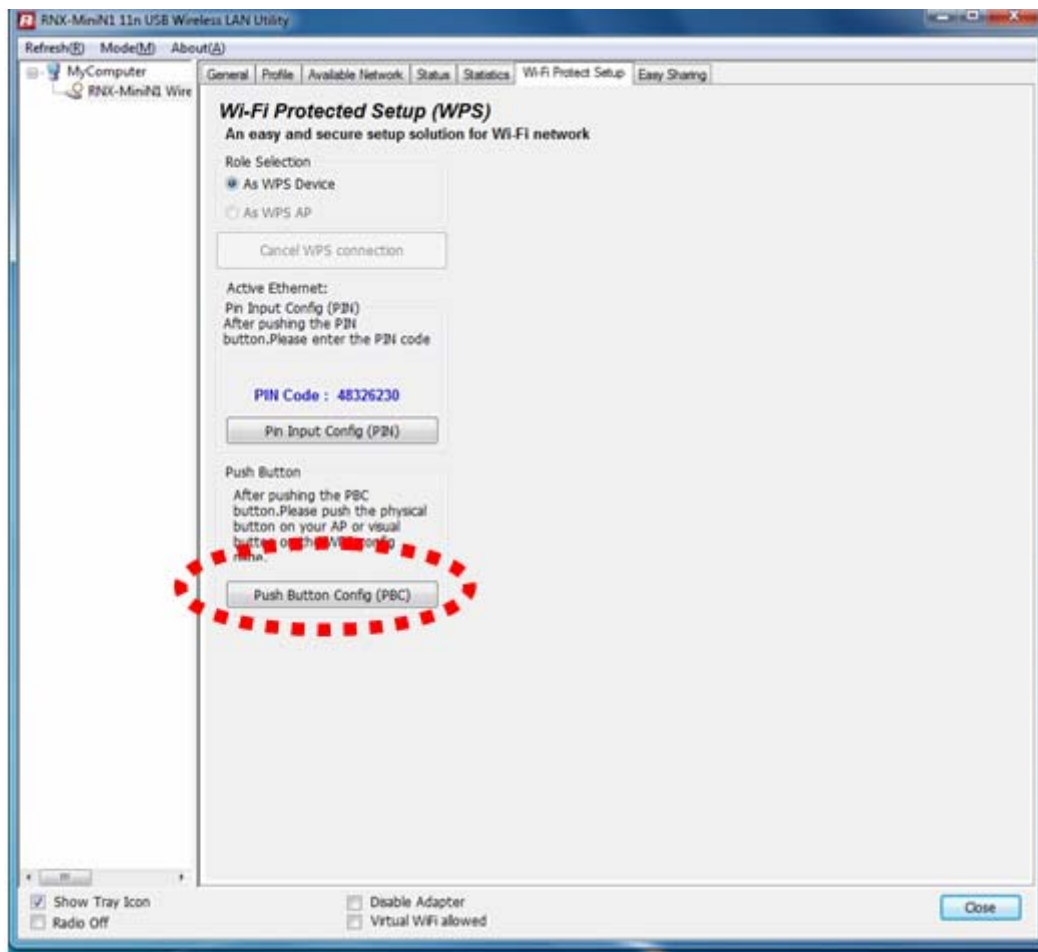 RNX-MiniN1 11n USB Wireless LAN Utility
Refresh(R) Mode(M) About(A)
MyComputer
RNX-MiniN1 Wire
General Profile Available Network Status Statistics Wi-Fi Protect Setup Easy Sharing
Wi-Fi Protected Setup (WPS)
An easy and secure setup solution for Wi-Fi network
Role Selection
As WPS Device
As WPS AP
Cancel WPS connection
Active Ethernet:
Pin Input Config (PIN)
After pushing the PIN
button.Please enter the PIN code
PIN Code : 48326230
Pin Input Config (PIN)
Push Button
After pushing the PBC
button.Please push the physical
button on your AP or visual
button on the WPS config
Push Button Config (PBC)
Show Tray Icon
Radio Off
Disable Adapter
Virtual WiFi allowed
Close